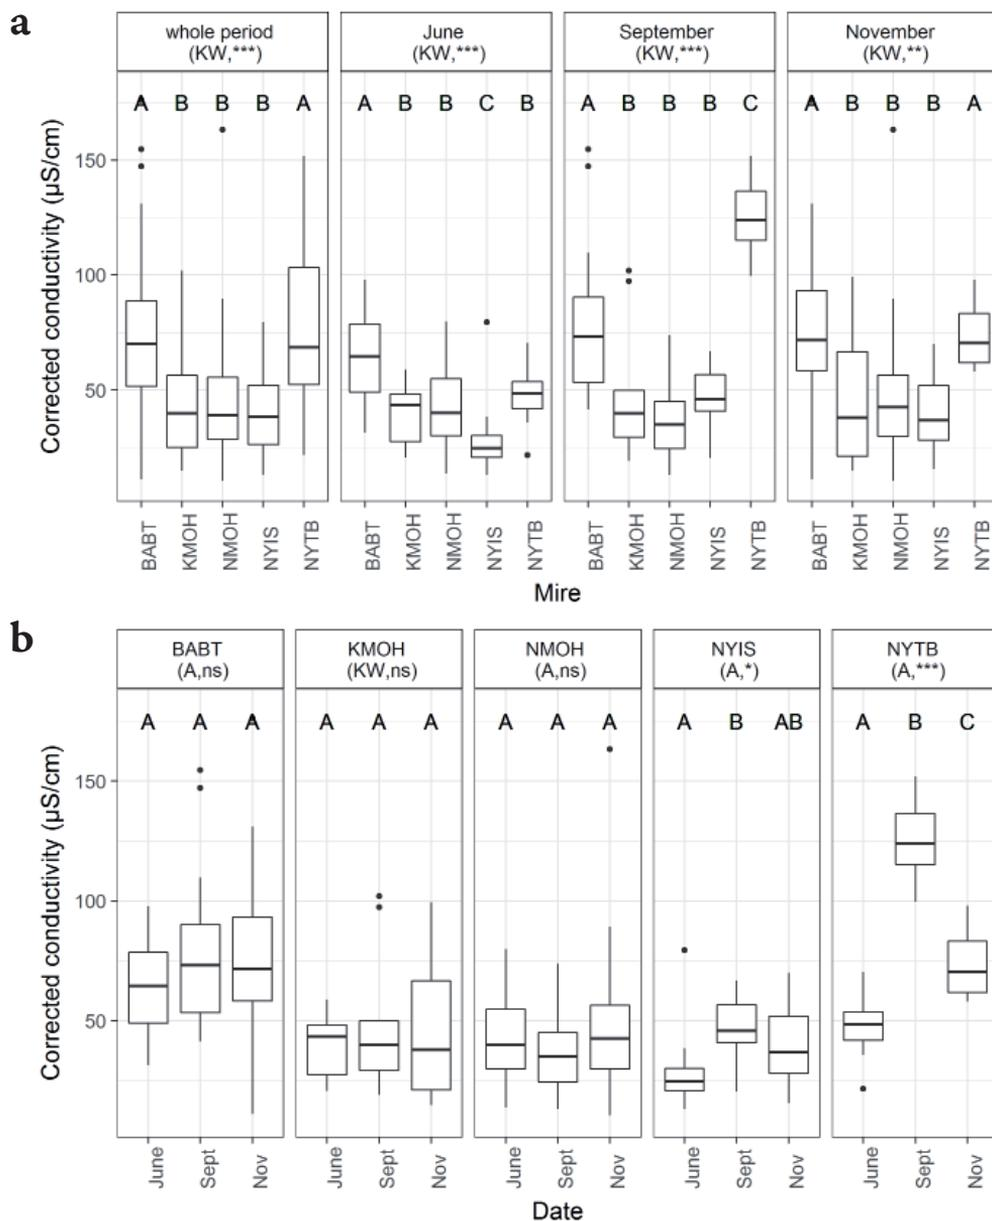 a
whole period
(KW,***)
June
(KW,***)
September
(KW,***)
November
(KW,**)
A B B B A
A B B C B
A B B B C
A B B B A
Corrected conductivity (µS/cm)
150
100
50
BABT KMOH NMOH NYIS NYTB
BABT KMOH NMOH NYIS NYTB
BABT KMOH NMOH NYIS NYTB
BABT KMOH NMOH NYIS NYTB
Mire
b
BABT
(A,ns)
KMOH
(KW,ns)
NMOH
(A,ns)
NYIS
(A,*)
NYTB
(A,***)
A A A
A A A
A A A
A B AB
A B C
Corrected conductivity (µS/cm)
150
100
50
June Sept Nov
June Sept Nov
June Sept Nov
June Sept Nov
June Sept Nov
Date